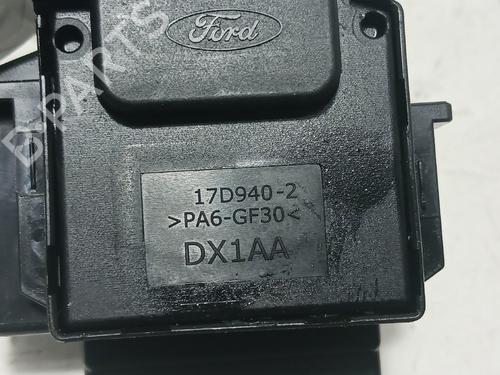 B PARTS
Ford
17D940-2
>PA6-GF30<
DX1AA